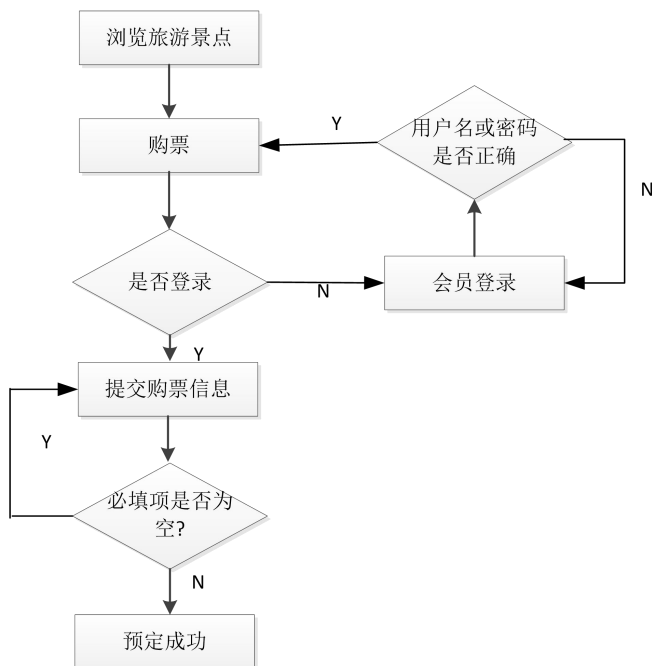 浏览旅游景点
购票
Y
用户名或密码
是否正确
N
是否登录
N
会员登录
Y
提交购票信息
Y
必填项是否为
空?
N
预定成功